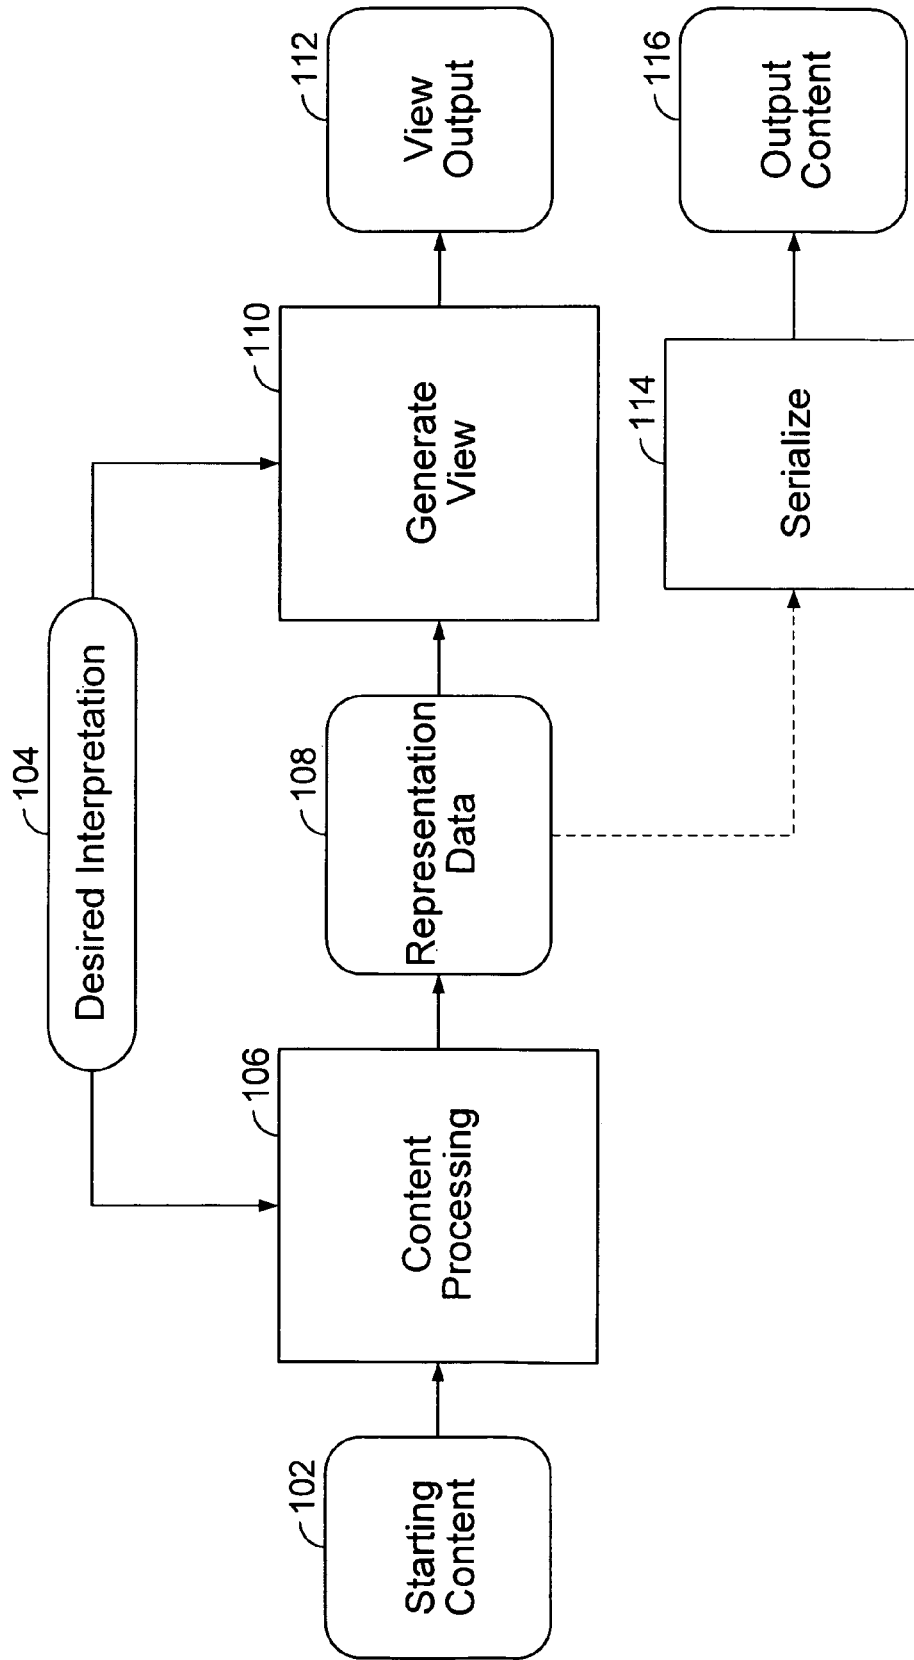 104
Desired Interpretation
102
Starting
Content
106
Content
Processing
108
Representation
Data
110
Generate
View
112
View
Output
114
Serialize
116
Output
Content